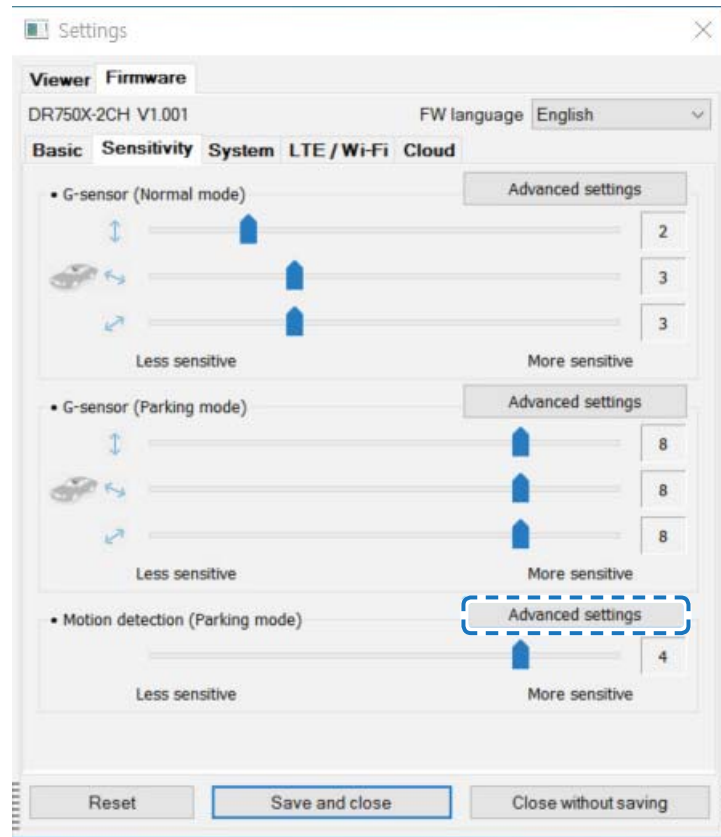 Settings
Viewer Firmware
DR750X-2CH V1.001 FW language English
Basic Sensitivity System LTE / Wi-Fi Cloud
• G-sensor (Normal mode) Advanced settings
2
3
3
Less sensitive More sensitive
• G-sensor (Parking mode) Advanced settings
8
8
8
Less sensitive More sensitive
• Motion detection (Parking mode) Advanced settings
4
Less sensitive More sensitive
Reset Save and close Close without saving